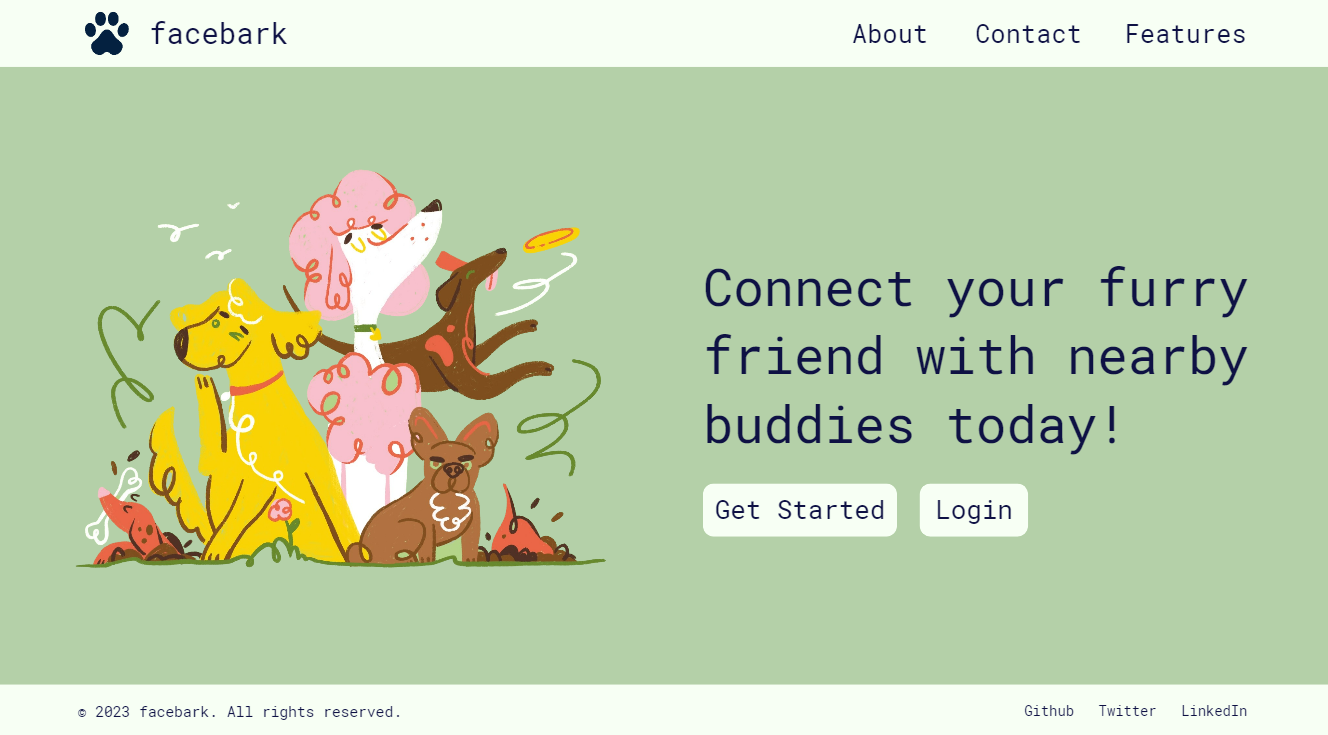 facebark
About Contact Features
Connect your furry
friend with nearby
buddies today!
Get Started Login
© 2023 facebark. All rights reserved.
Github Twitter LinkedIn